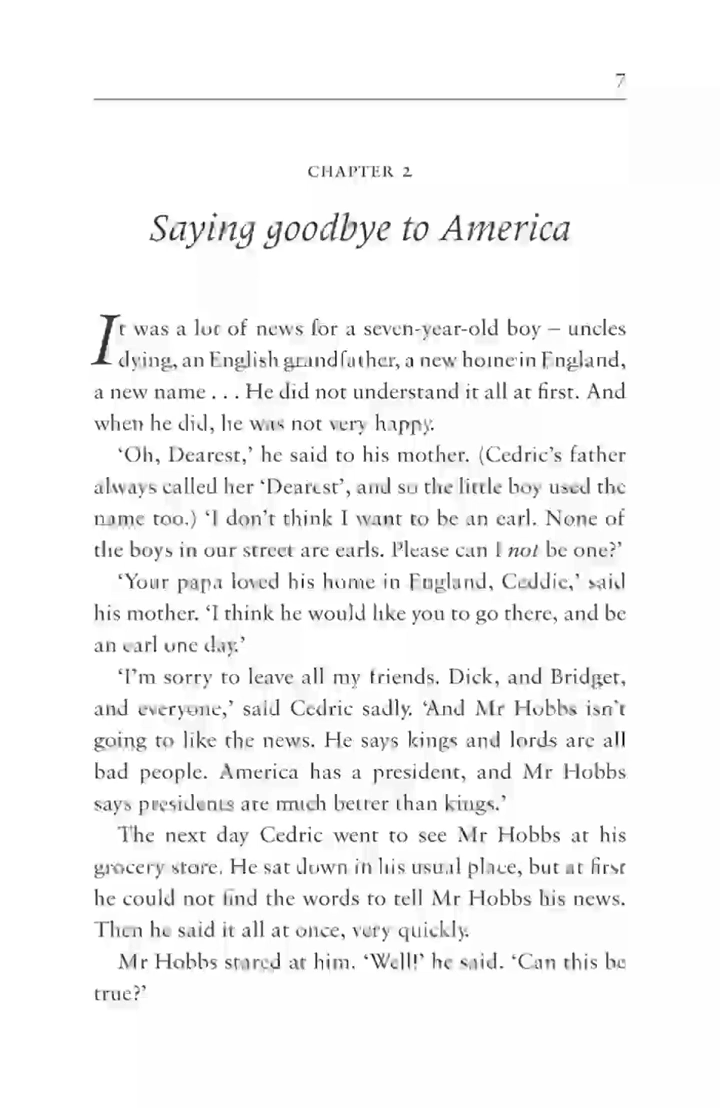 7
CHAPTER 2
Saying goodbye to America
It was a lot of news for a seven-year-old boy – uncles
dying, an English grandfather, a new home in England,
a new name . . . He did not understand it all at first. And
when he did, he was not very happy.
‘Oh, Dearest,’ he said to his mother. (Cedric’s father
always called her ‘Dearest’, and so the little boy used the
name too.) ‘I don’t think I want to be an earl. None of
the boys in our street are earls. Please can I not be one?’
‘Your papa loved his home in England, Ceddie,’ said
his mother. ‘I think he would like you to go there, and be
an earl one day.’
‘I’m sorry to leave all my friends. Dick, and Bridget,
and everyone,’ said Cedric sadly. ‘And Mr Hobbs isn’t
going to like the news. He says kings and lords are all
bad people. America has a president, and Mr Hobbs
says presidents are much better than kings.’
The next day Cedric went to see Mr Hobbs at his
grocery store. He sat down in his usual place, but at first
he could not find the words to tell Mr Hobbs his news.
Then he said it all at once, very quickly.
Mr Hobbs stared at him. ‘Well!’ he said. ‘Can this be
true?’